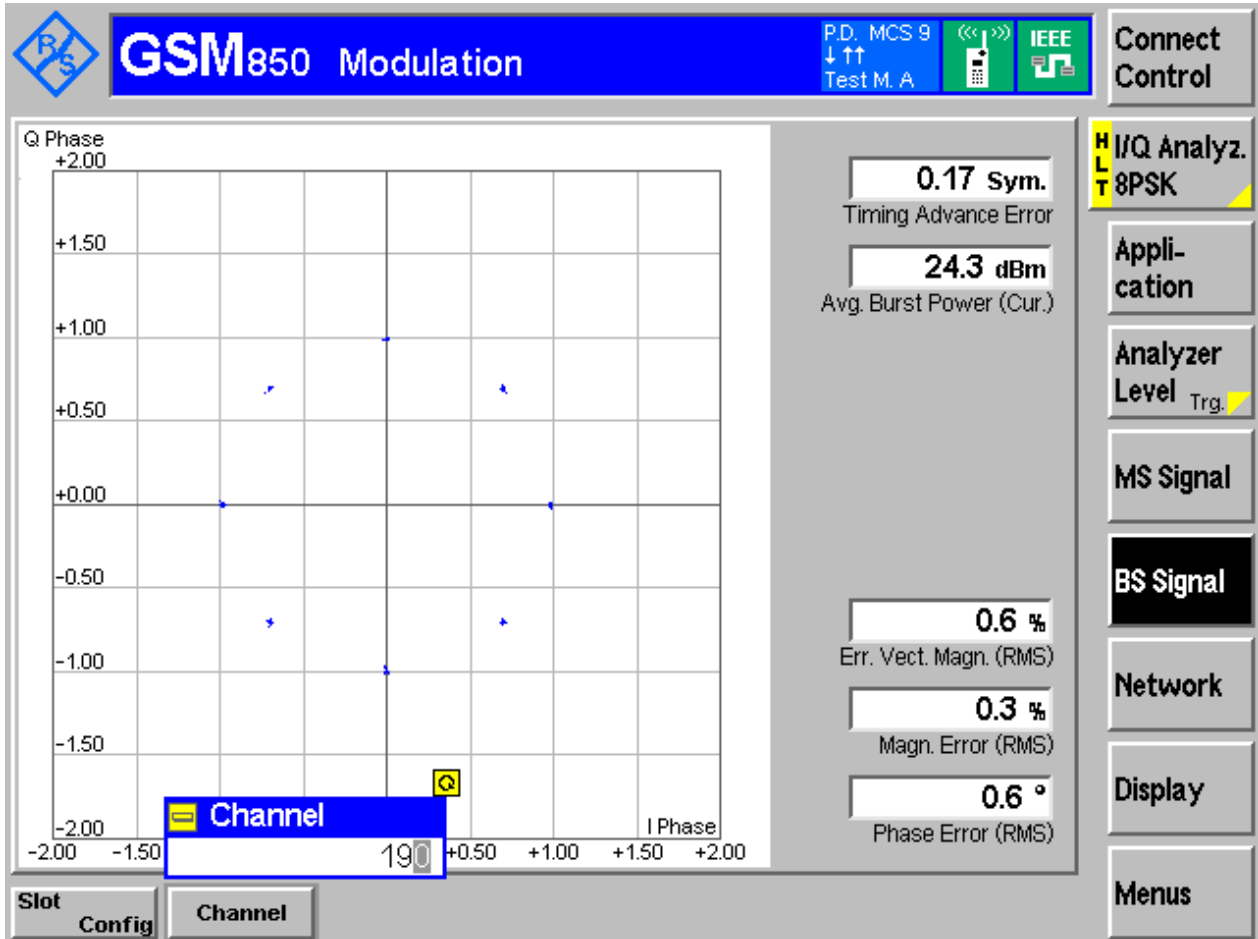 R/S
GSM850 Modulation
P.D. MCS 9
↓ ↑↑
Test M. A
IEEE
Connect
Control
Q Phase
+2.00
+1.50
+1.00
+0.50
+0.00
-0.50
-1.00
-1.50
-2.00
I Phase
-2.00 -1.50 +0.50 +1.00 +1.50 +2.00
Q
Channel
190
0.17 Sym.
Timing Advance Error
24.3 dBm
Avg. Burst Power (Cur.)
0.6 %
Err. Vect. Magn. (RMS)
0.3 %
Magn. Error (RMS)
0.6 °
Phase Error (RMS)
HLT
I/Q Analyz.
8PSK
Appli-
cation
Analyzer
Level Trg.
MS Signal
BS Signal
Network
Display
Menus
Slot
Config
Channel